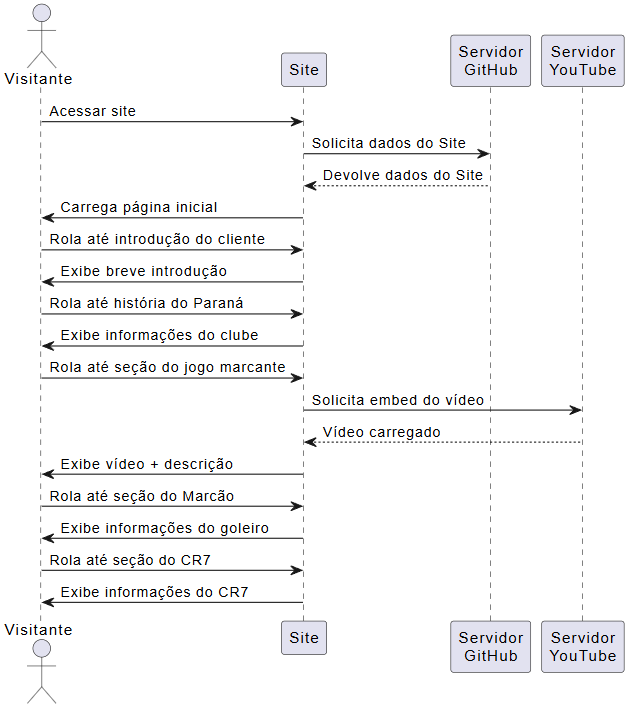 Visitante
Site
Servidor
GitHub
Servidor
YouTube
Acessar site
Solicita dados do Site
Devolve dados do Site
Carrega página inicial
Rola até introdução do cliente
Exibe breve introdução
Rola até história do Paraná
Exibe informações do clube
Rola até seção do jogo marcante
Solicita embed do vídeo
Vídeo carregado
Exibe vídeo + descrição
Rola até seção do Marcão
Exibe informações do goleiro
Rola até seção do CR7
Exibe informações do CR7
Visitante
Site
Servidor
GitHub
Servidor
YouTube